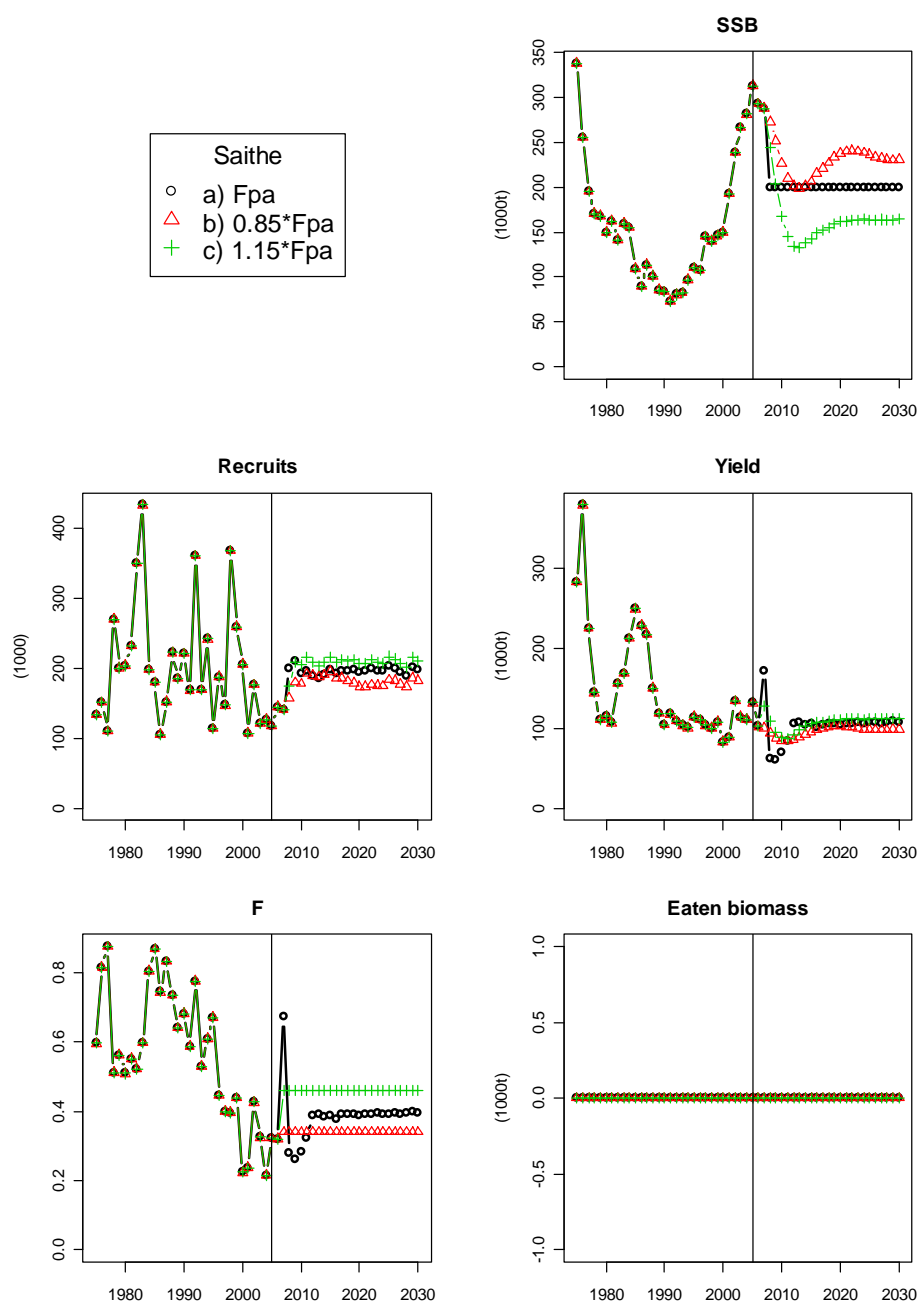 SSB
Saithe
a) Fpa
b) 0.85*Fpa
c) 1.15*Fpa
(1000t)
0 50 100 150 200 250 300 350
1980 1990 2000 2010 2020 2030
Recruits
(1000)
0 100 200 300 400
1980 1990 2000 2010 2020 2030
Yield
(1000t)
0 100 200 300
1980 1990 2000 2010 2020 2030
F
0.0 0.2 0.4 0.6 0.8
1980 1990 2000 2010 2020 2030
Eaten biomass
(1000t)
-1.0 -0.5 0.0 0.5 1.0
1980 1990 2000 2010 2020 2030